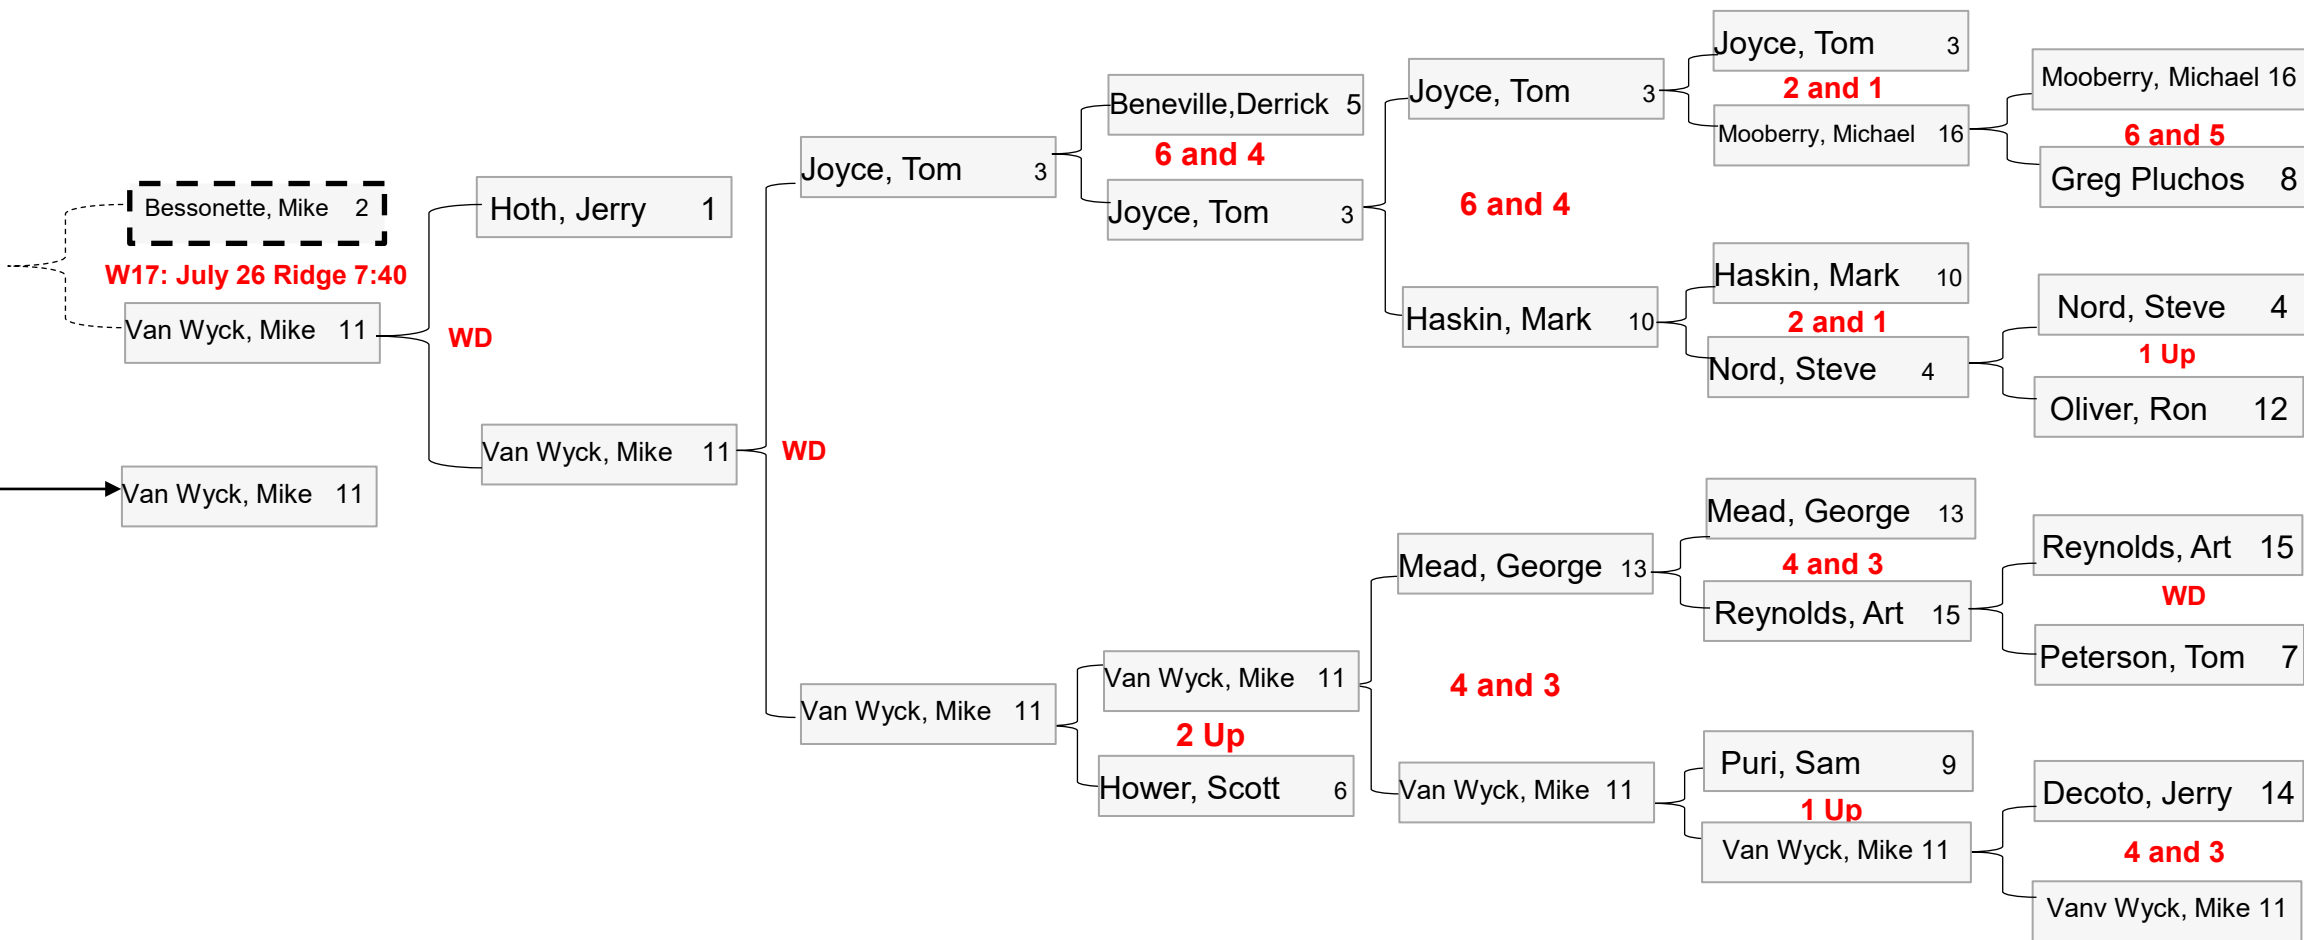 Bessonette, Mike 2
W17: July 26 Ridge 7:40
Van Wyck, Mike 11
Van Wyck, Mike 11
Hoth, Jerry 1
WD
Van Wyck, Mike 11
Joyce, Tom 3
WD
Van Wyck, Mike 11
Beneville,Derrick 5
6 and 4
Joyce, Tom 3
Van Wyck, Mike 11
2 Up
Hower, Scott 6
Joyce, Tom 3
6 and 4
Haskin, Mark 10
Mead, George 13
4 and 3
Van Wyck, Mike 11
Joyce, Tom 3
2 and 1
Mooberry, Michael 16
Haskin, Mark 10
2 and 1
Nord, Steve 4
Mead, George 13
4 and 3
Reynolds, Art 15
Puri, Sam 9
1 Up
Van Wyck, Mike 11
Mooberry, Michael 16
6 and 5
Greg Pluchos 8
Nord, Steve 4
1 Up
Oliver, Ron 12
Reynolds, Art 15
WD
Peterson, Tom 7
Decoto, Jerry 14
4 and 3
Vanv Wyck, Mike 11